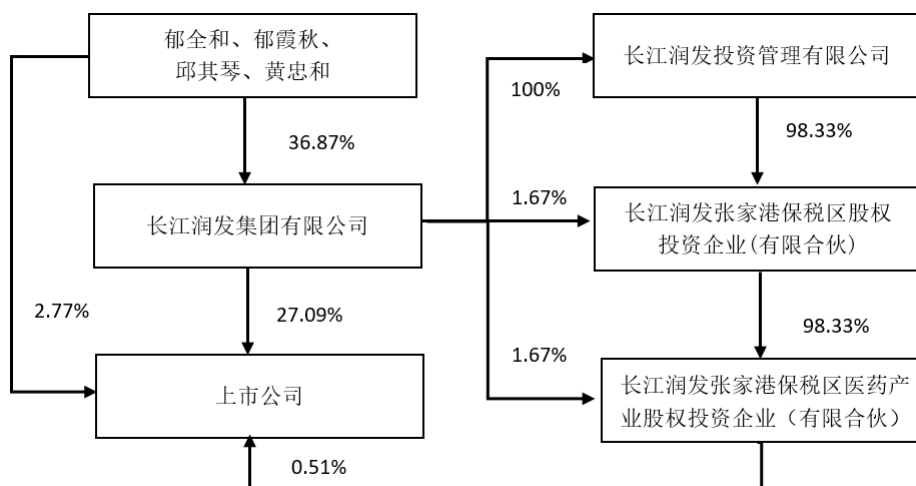 郁全和、郁霞秋、
邱其琴、黄忠和
长江润发投资管理有限公司
100%
36.87%
98.33%
长江润发集团有限公司
1.67%
长江润发张家港保税区股权
投资企业(有限合伙)
2.77%
27.09%
98.33%
1.67%
上市公司
长江润发张家港保税区医药产
业股权投资企业（有限合伙）
0.51%